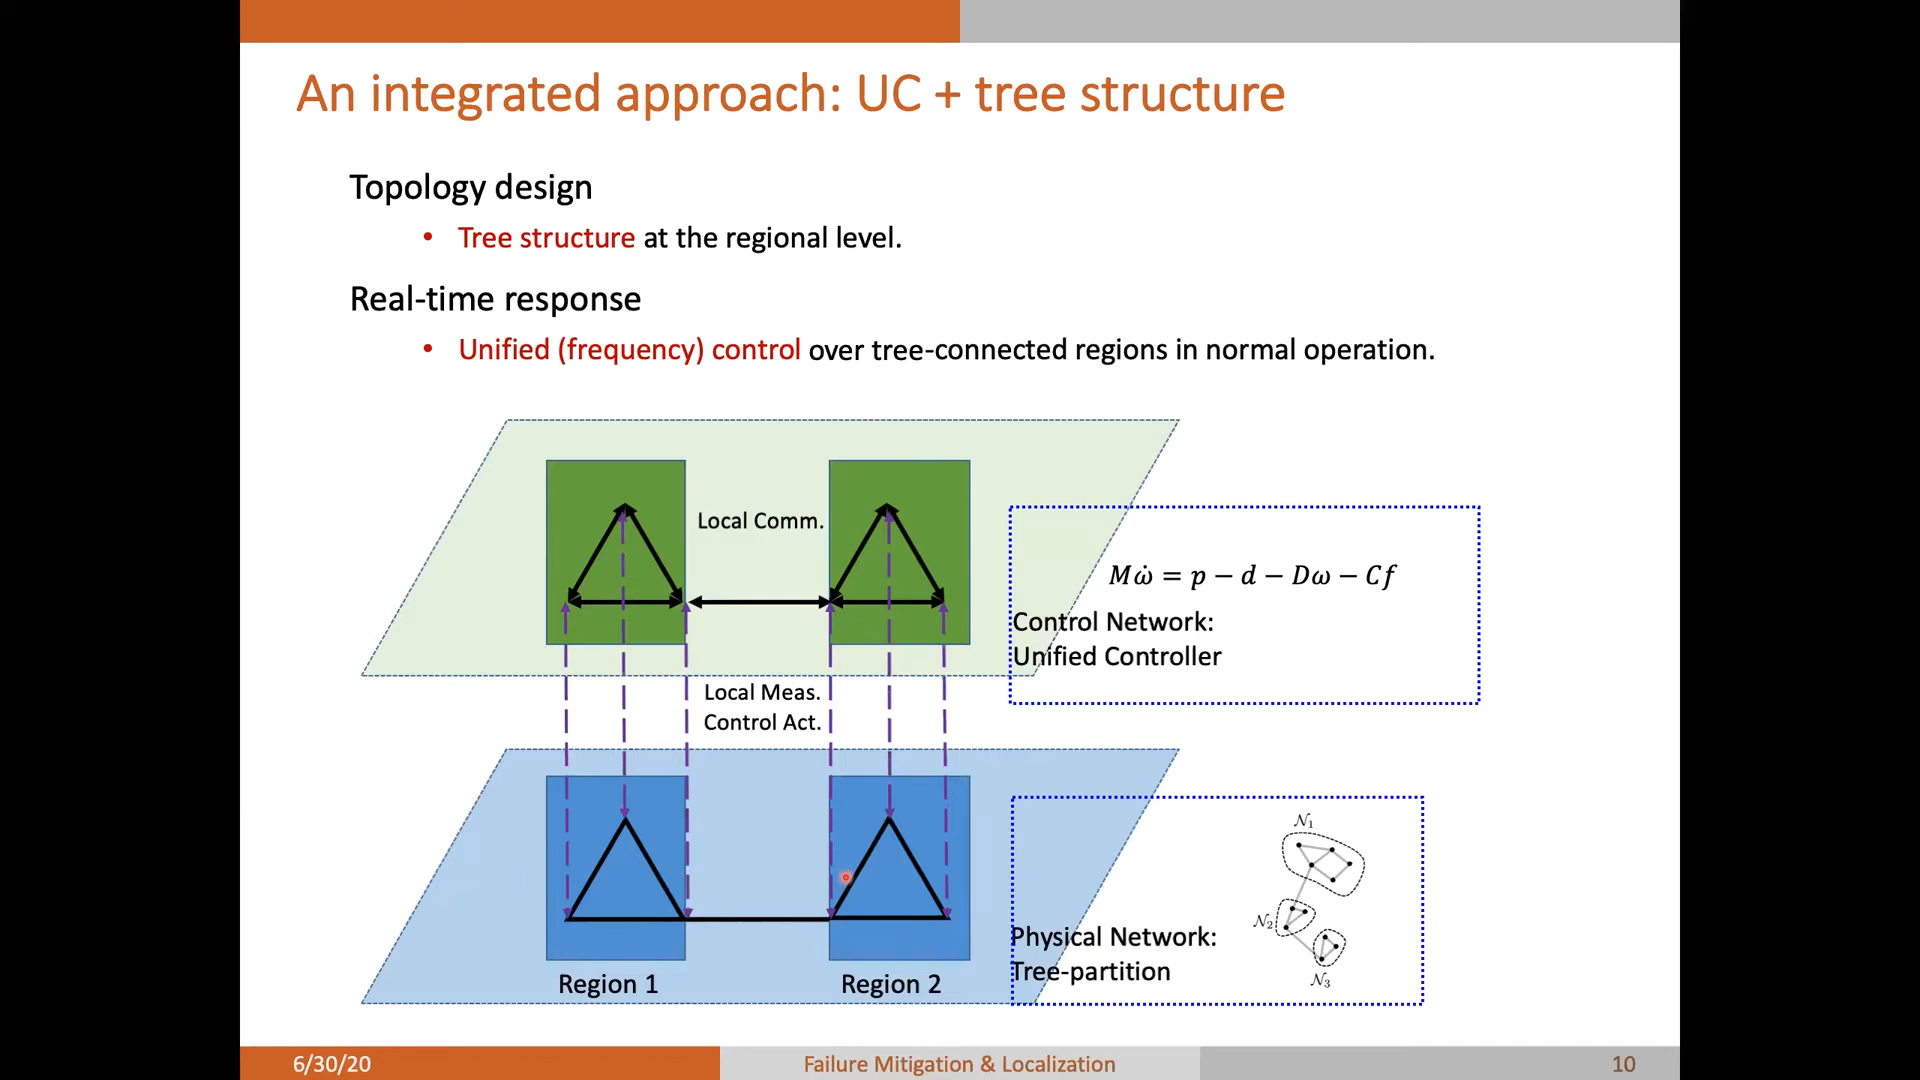 An integrated approach: UC + tree structure
Topology design
• Tree structure at the regional level.
Real-time response
• Unified (frequency) control over tree-connected regions in normal operation.
Local Comm.
Mω̇ = p − d − Dω − Cf
Control Network:
Unified Controller
Local Meas.
Control Act.
𝒩₁
𝒩₂
𝒩₃
Physical Network:
Tree-partition
Region 1
Region 2
6/30/20
Failure Mitigation & Localization
10